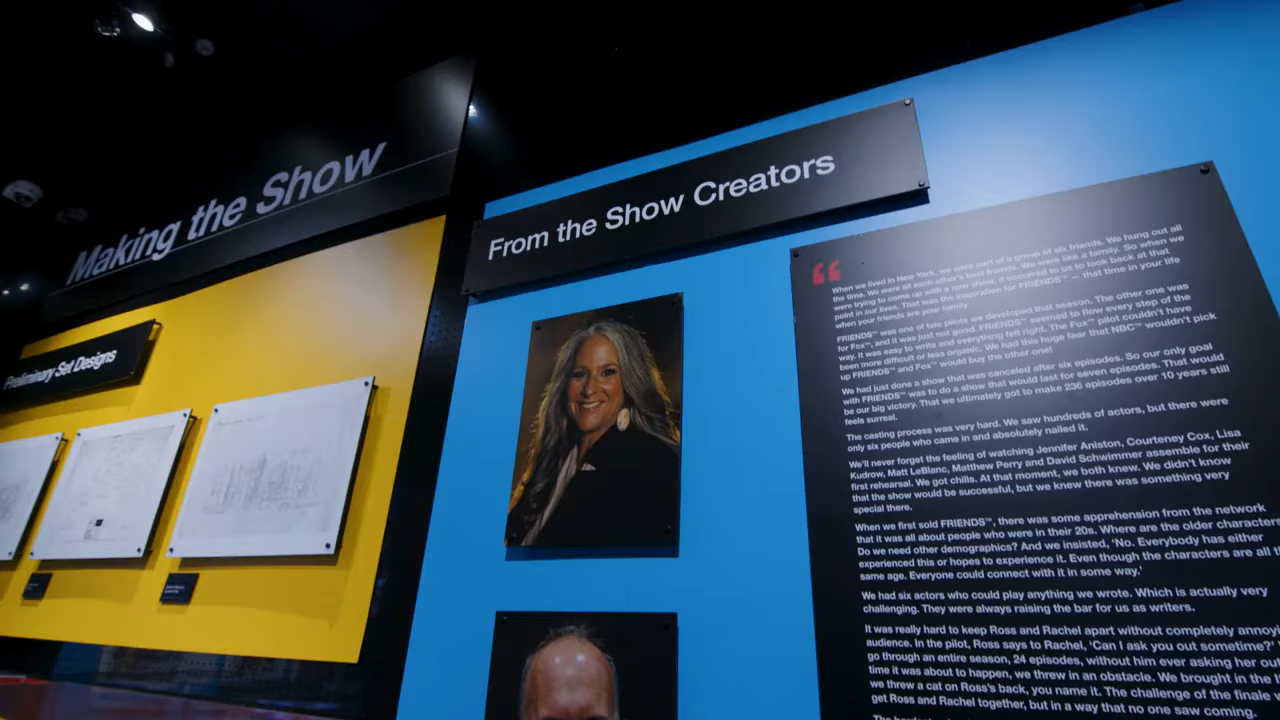 Making the Show
Preliminary Set Designs
From the Show Creators
“
When we lived in New York, we were part of a group of six friends. We hung out all
the time. We were all each other's best friends. We were like a family. So when we
were trying to come up with a new show, it occurred to us to look back at that
point in our lives. That was the inspiration for FRIENDS™ — that time in your life
when your friends are your family.
FRIENDS™ was one of two pilots we developed that season. The other one was
for Fox™, and it was just not good. FRIENDS™ seemed to flow every step of the
way. It was easy to write and everything felt right. The Fox™ pilot couldn't have
been more difficult or less organic. We had this huge fear that NBC™ wouldn't pick
up FRIENDS™ and Fox™ would buy the other one!
We had just done a show that was canceled after six episodes. So our only goal
with FRIENDS™ was to do a show that would last for seven episodes. That would
be our big victory. That we ultimately got to make 236 episodes over 10 years still
feels surreal.
The casting process was very hard. We saw hundreds of actors, but there were
only six people who came in and absolutely nailed it.
We'll never forget the feeling of watching Jennifer Aniston, Courteney Cox, Lisa
Kudrow, Matt LeBlanc, Matthew Perry and David Schwimmer assemble for their
first rehearsal. We got chills. At that moment, we both knew. We didn't know
that the show would be successful, but we knew there was something very
special there.
When we first sold FRIENDS™, there was some apprehension from the network
that it was all about people who were in their 20s. Where are the older characters
Do we need other demographics? And we insisted, 'No. Everybody has either
experienced this or hopes to experience it. Even though the characters are all
same age. Everyone could connect with it in some way.'
We had six actors who could play anything we wrote. Which is actually very
challenging. They were always raising the bar for us as writers.
It was really hard to keep Ross and Rachel apart without completely annoyi
audience. In the pilot, Ross says to Rachel, 'Can I ask you out sometime?'
go through an entire season, 24 episodes, without him ever asking her out
time it was about to happen, we threw in an obstacle. We brought in the
we threw a cat on Ross's back, you name it. The challenge of the finale
get Ross and Rachel together, but in a way that no one saw coming.